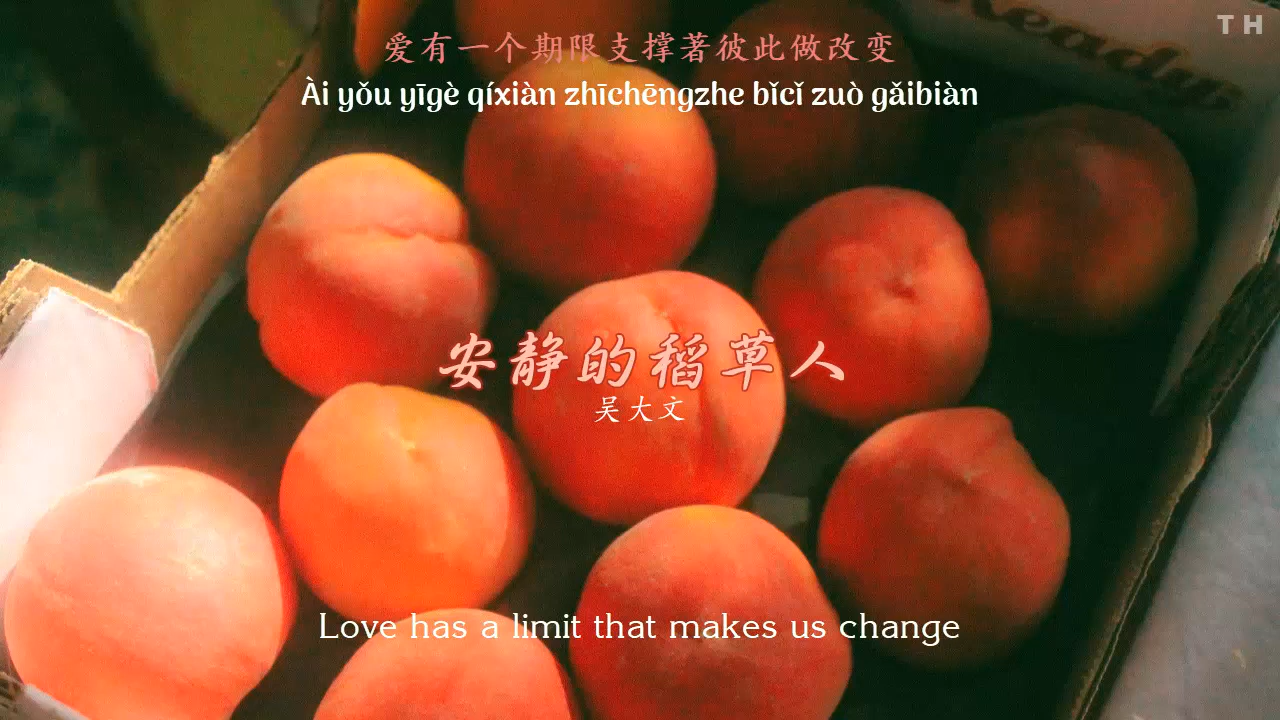 TH
爱有一个期限支撑著彼此做改变
Ài yǒu yīgè qíxiàn zhīchēngzhe bǐcǐ zuò gǎibiàn
安静的稻草人
吴大文
Love has a limit that makes us change